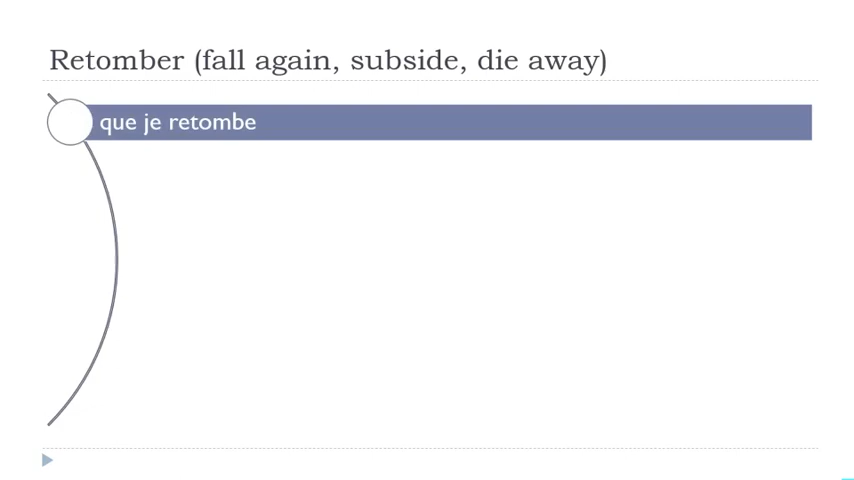 Retomber (fall again, subside, die away)
que je retombe